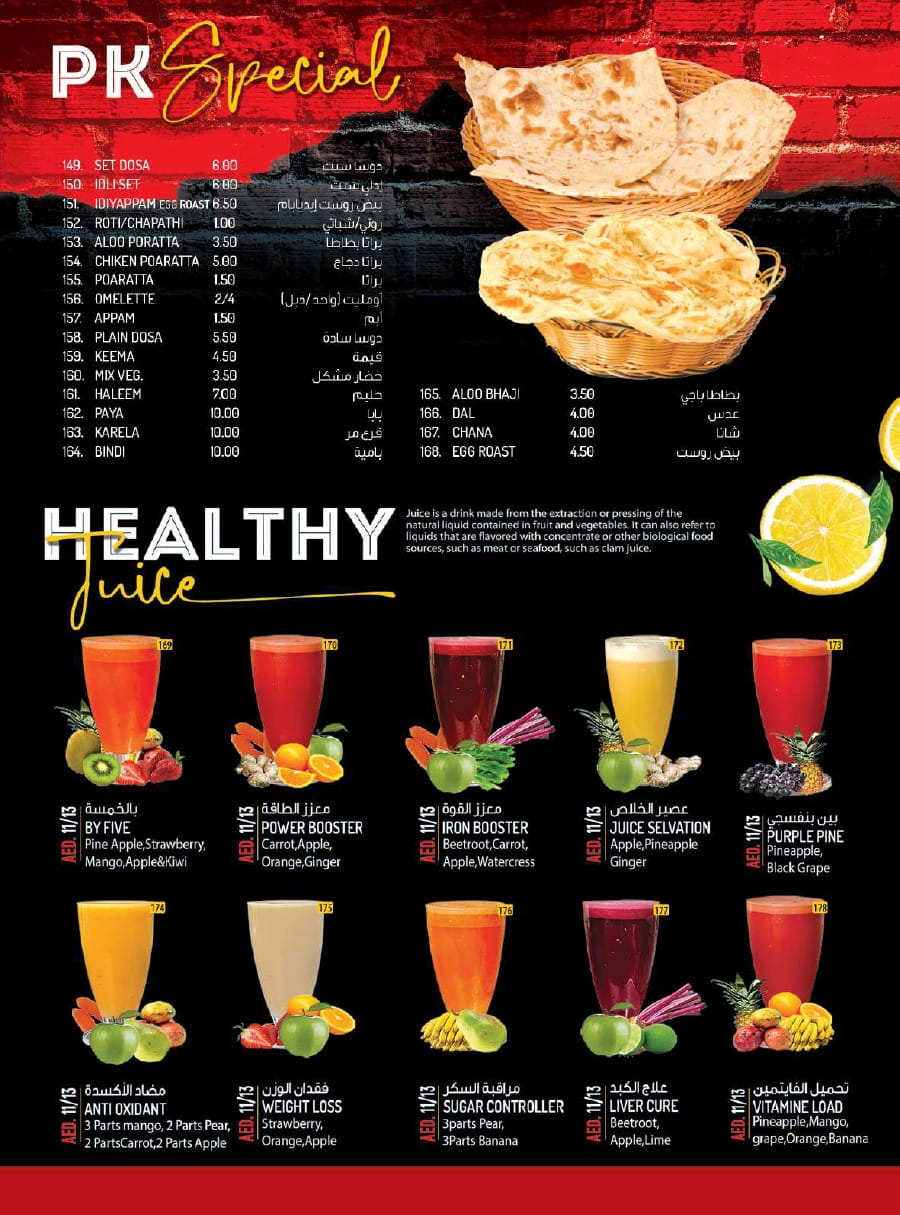 PK Special
149. SET DOSA 6.00 دوسا سيت
150. IDLI SET 6.00 إدلي سيت
151. IDIYAPPAM EGG ROAST 6.50 بيض روست إيديابام
152. ROTI/CHAPATHI 1.00 روتي/شباتي
153. ALOO PORATTA 3.50 براتا بطاطا
154. CHIKEN POARATTA 5.00 براتا دجاج
155. POARATTA 1.50 براتا
156. OMELETTE 2/4 أومليت (واحد/دبل)
157. APPAM 1.50 أبم
158. PLAIN DOSA 5.50 دوسا سادة
159. KEEMA 4.50 قيمة
160. MIX VEG. 3.50 خضار مشكل
161. HALEEM 7.00 حليم
162. PAYA 10.00 بايا
163. KARELA 10.00 قرع مر
164. BINDI 10.00 بامية
165. ALOO BHAJI 3.50 بطاطا باجي
166. DAL 4.00 عدس
167. CHANA 4.00 شانا
168. EGG ROAST 4.50 بيض روست
HEALTHY
Juice
Juice is a drink made from the extraction or pressing of the
natural liquid contained in fruit and vegetables. It can also refer to
liquids that are flavored with concentrate or other biological food
sources, such as meat or seafood, such as clam juice.
169
AED. 11/13
بالخمسة
BY FIVE
Pine Apple,Strawberry,
Mango,Apple&Kiwi
170
AED. 11/13
معزز الطاقة
POWER BOOSTER
Carrot,Apple,
Orange,Ginger
171
AED. 11/13
معزز القوة
IRON BOOSTER
Beetroot,Carrot,
Apple,Watercress
172
AED. 11/13
عصير الخلاص
JUICE SELVATION
Apple,Pineapple
Ginger
173
AED. 11/13
بين بنفسجي
PURPLE PINE
Pineapple,
Black Grape
174
AED. 11/13
مضاد الأكسدة
ANTI OXIDANT
3 Parts mango, 2 Parts Pear,
2 PartsCarrot,2 Parts Apple
175
AED. 11/13
فقدان الوزن
WEIGHT LOSS
Strawberry,
Orange,Apple
176
AED. 11/13
مراقبة السكر
SUGAR CONTROLLER
3parts Pear,
3Parts Banana
177
AED. 11/13
علاج الكبد
LIVER CURE
Beetroot,
Apple,Lime
178
AED. 11/13
تحميل الفايتمين
VITAMINE LOAD
Pineapple,Mango,
grape,Orange,Banana